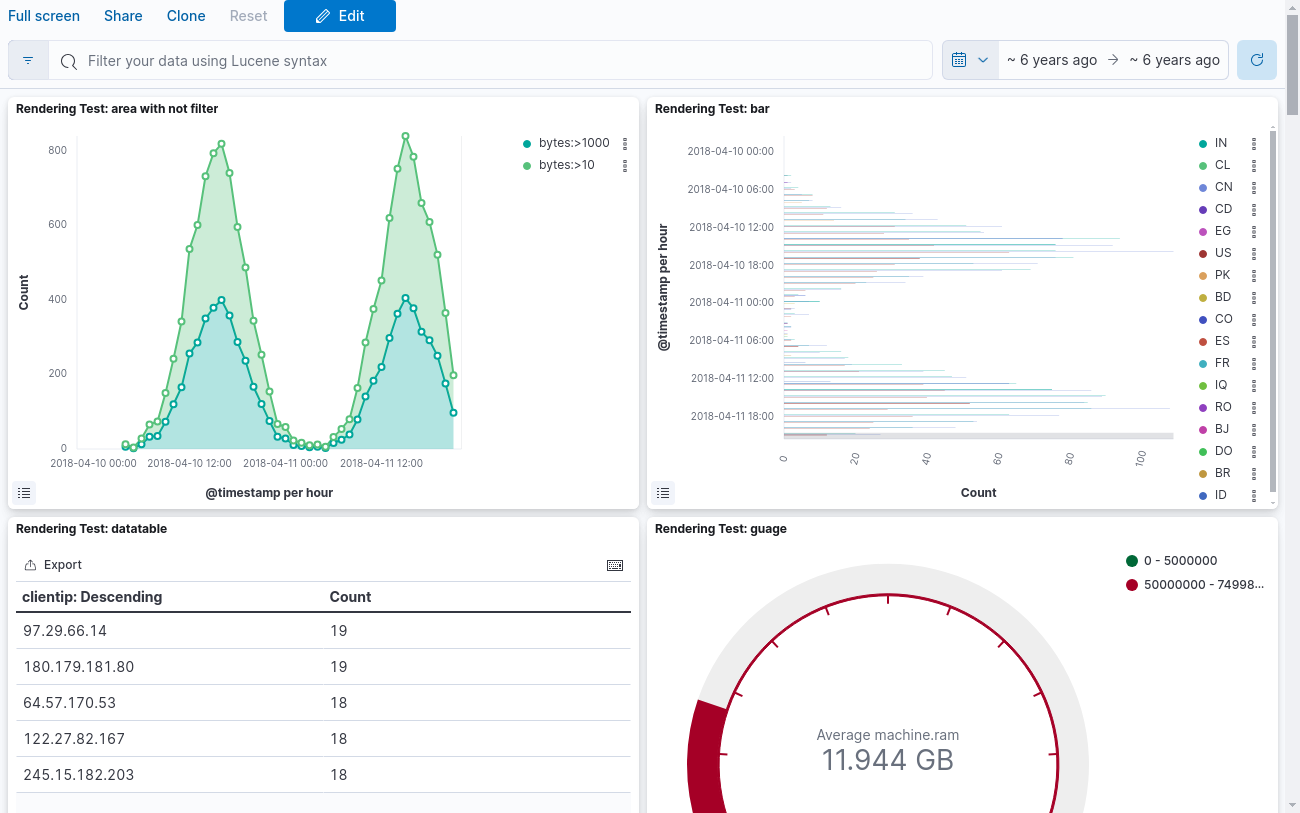 Full screen Share Clone Reset Edit
Filter your data using Lucene syntax
~ 6 years ago → ~ 6 years ago
Rendering Test: area with not filter
800
600
400
200
0
Count
2018-04-10 00:00 2018-04-10 12:00 2018-04-11 00:00 2018-04-11 12:00
@timestamp per hour
bytes:>1000
bytes:>10
Rendering Test: bar
2018-04-10 00:00
2018-04-10 06:00
2018-04-10 12:00
2018-04-10 18:00
2018-04-11 00:00
2018-04-11 06:00
2018-04-11 12:00
2018-04-11 18:00
@timestamp per hour
0 20 40 60 80 100
Count
IN
CL
CN
CD
EG
US
PK
BD
CO
ES
FR
IQ
RO
BJ
DO
BR
ID
Rendering Test: datatable
Export
clientip: Descending Count
97.29.66.14 19
180.179.181.80 19
64.57.170.53 18
122.27.82.167 18
245.15.182.203 18
Rendering Test: guage
0 - 5000000
50000000 - 74998...
Average machine.ram
11.944 GB